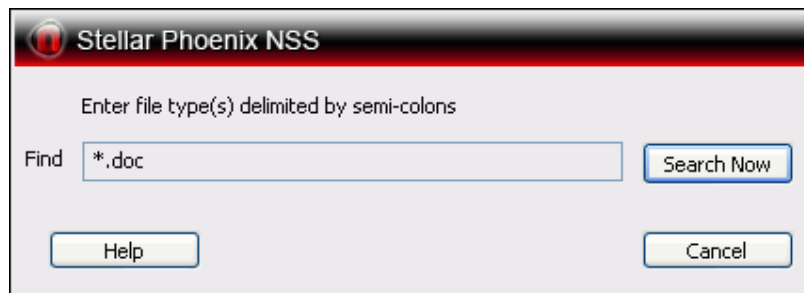 Stellar Phoenix NSS
Enter file type(s) delimited by semi-colons
Find *.doc Search Now
Help Cancel